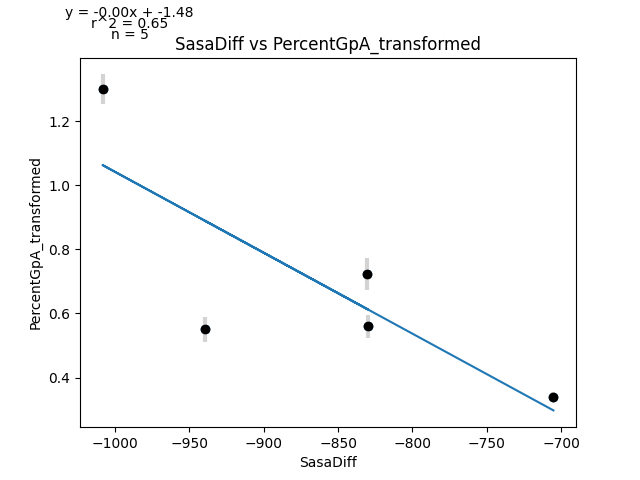 y = -0.00x + -1.48
r^2 = 0.65
n = 5
SasaDiff vs PercentGpA_transformed
PercentGpA_transformed
1.2
1.0
0.8
0.6
0.4
−1000 −950 −900 −850 −800 −750 −700
SasaDiff